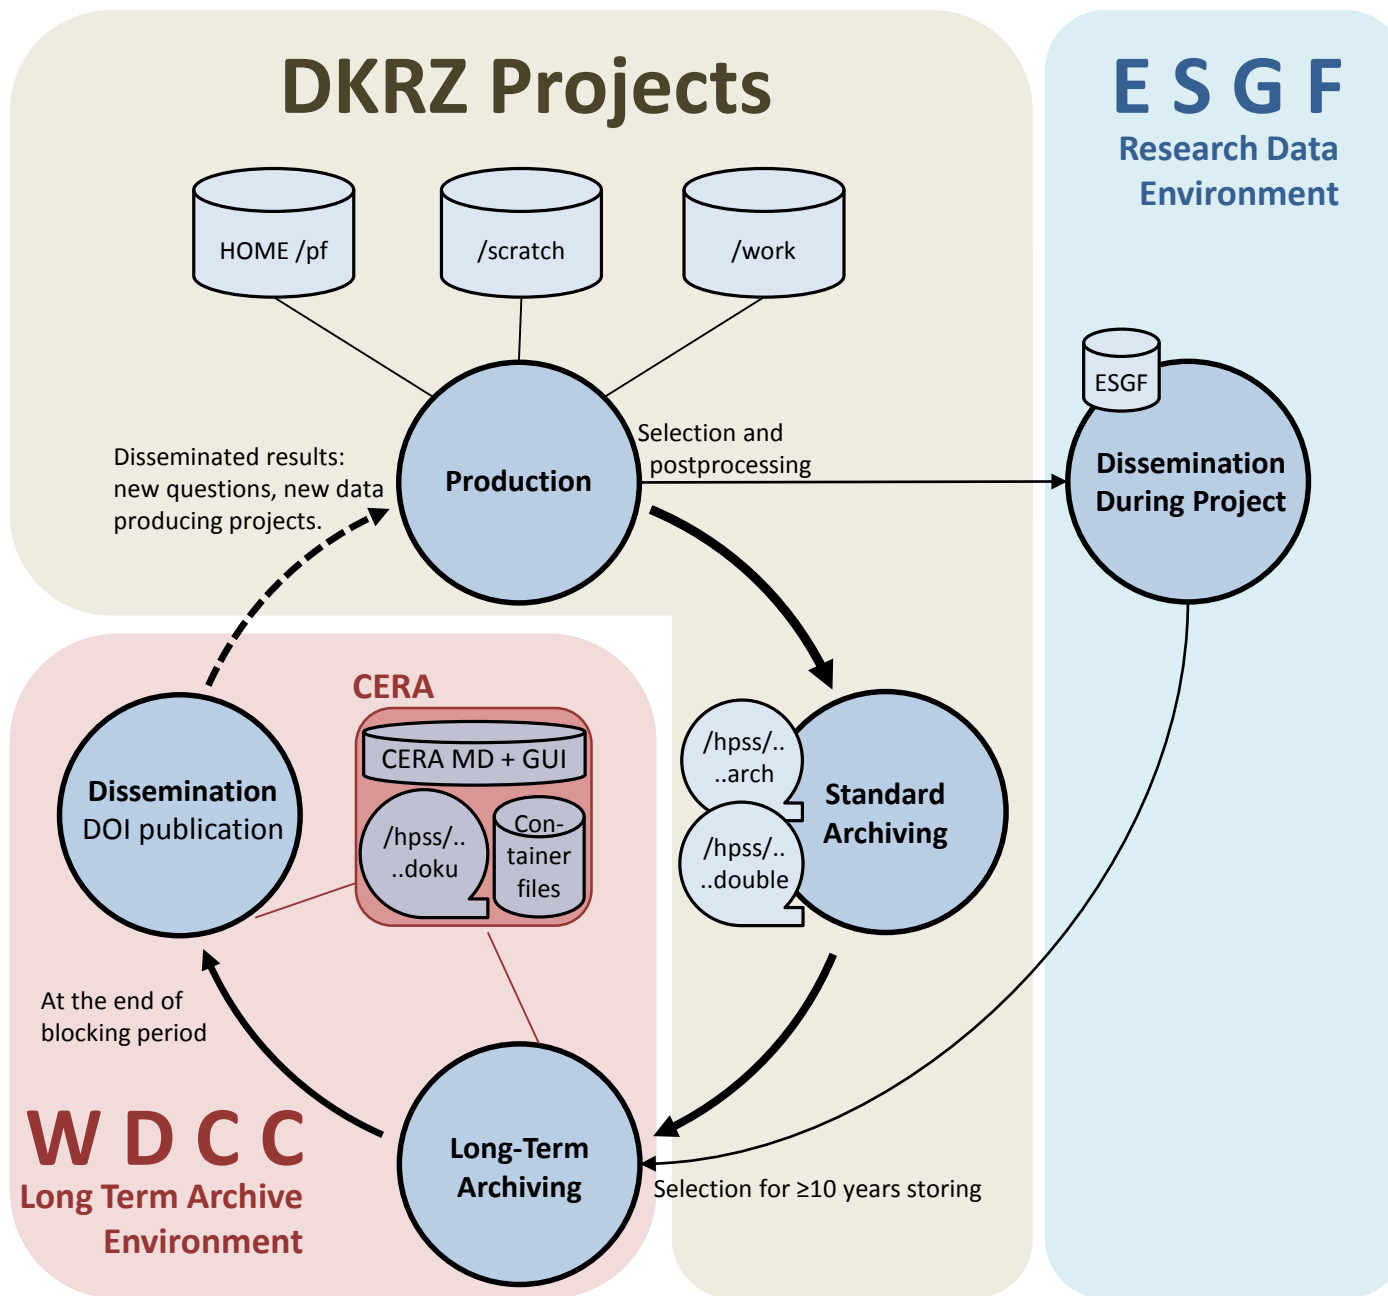 DKRZ Projects
E S G F
Research Data
Environment
HOME /pf
/scratch
/work
ESGF
Dissemination
During Project
Selection and
postprocessing
Production
Disseminated results:
new questions, new data
producing projects.
CERA
CERA MD + GUI
/hpss/..
..doku
Con-
tainer
files
Dissemination
DOI publication
/hpss/..
..arch
/hpss/..
..double
Standard
Archiving
At the end of
blocking period
W D C C
Long Term Archive
Environment
Long-Term
Archiving
Selection for ≥10 years storing